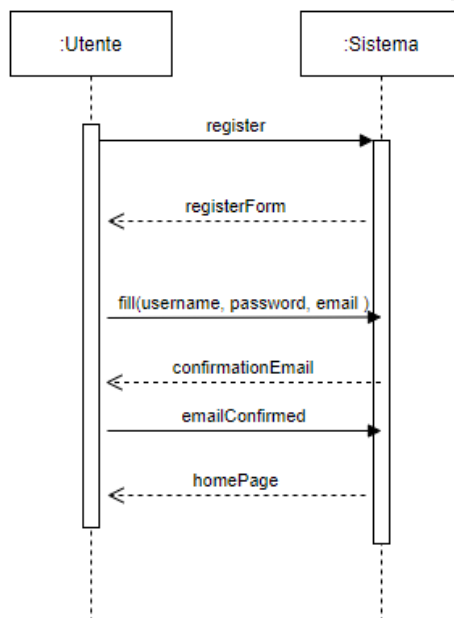 :Utente
:Sistema
register
registerForm
fill(username, password, email )
confirmationEmail
emailConfirmed
homePage